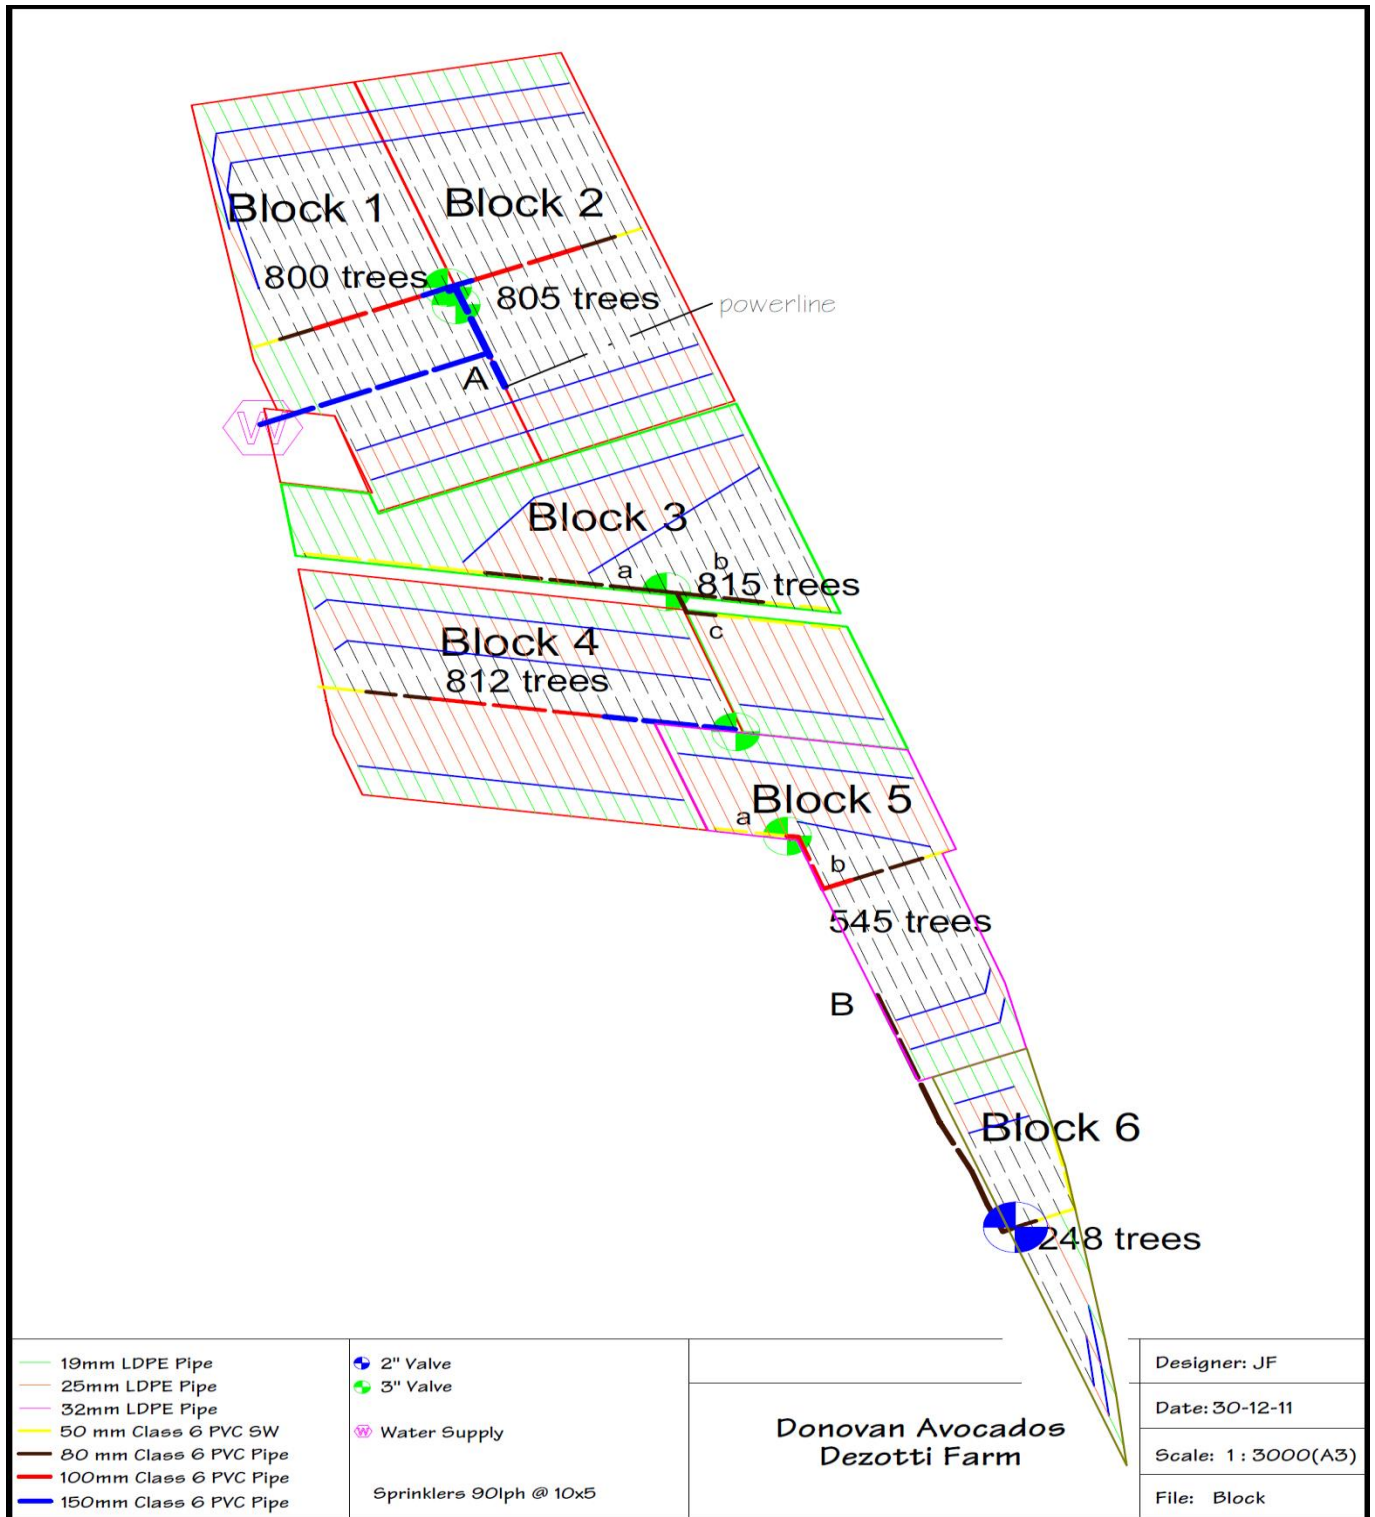 Block 1
Block 2
800 trees
805 trees
powerline
A
W
Block 3
a
b
815 trees
c
Block 4
812 trees
Block 5
a
b
545 trees
B
Block 6
248 trees
19mm LDPE Pipe
25mm LDPE Pipe
32mm LDPE Pipe
50 mm Class 6 PVC SW
80 mm Class 6 PVC Pipe
100mm Class 6 PVC Pipe
150mm Class 6 PVC Pipe
2" Valve
3" Valve
W Water Supply
Sprinklers 90lph @ 10x5
Donovan Avocados
Dezotti Farm
Designer: JF
Date: 30-12-11
Scale: 1 : 3000(A3)
File: Block